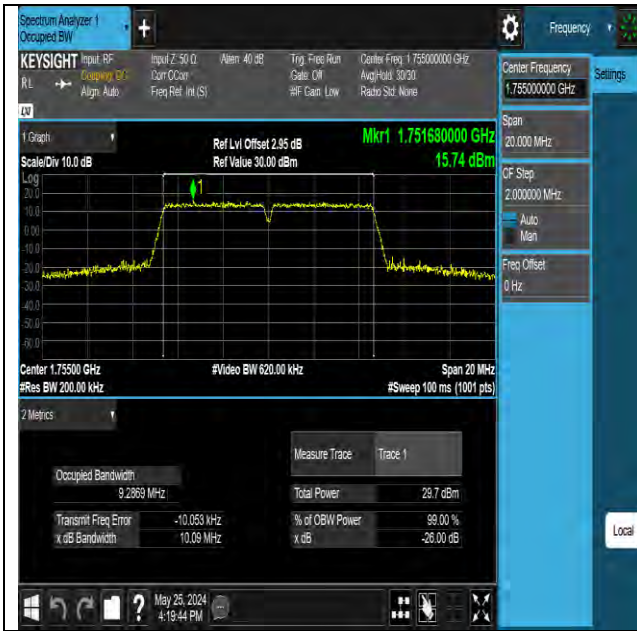 Spectrum Analyzer 1
Occupied BW
+
Frequency
KEYSIGHT Input: RF
Coupling: DC
Align: Auto
RL
Input Z: 50 Ω
Corr CCorr
Freq Ref: Int (S)
Atten: 40 dB
Trig: Free Run
Gate: Off
#IF Gain: Low
Center Freq: 1.755000000 GHz
Avg|Hold: 30/30
Radio Std: None
1 Graph
Scale/Div 10.0 dB
Ref Lvl Offset 2.95 dB
Ref Value 30.00 dBm
Mkr1 1.751680000 GHz
15.74 dBm
Log
20.0
10.0
0.00
-10.0
-20.0
-30.0
-40.0
-50.0
-60.0
1
Center 1.75500 GHz
#Res BW 200.00 kHz
#Video BW 620.00 kHz
Span 20 MHz
#Sweep 100 ms (1001 pts)
2 Metrics
Measure Trace Trace 1
Occupied Bandwidth
9.2869 MHz
Total Power 29.7 dBm
Transmit Freq Error -10.053 kHz
% of OBW Power 99.00 %
x dB Bandwidth 10.09 MHz
x dB -26.00 dB
Center Frequency
1.755000000 GHz
Settings
Span
20.000 MHz
CF Step
2.000000 MHz
Auto
Man
Freq Offset
0 Hz
Local
?
May 25, 2024
4:19:44 PM